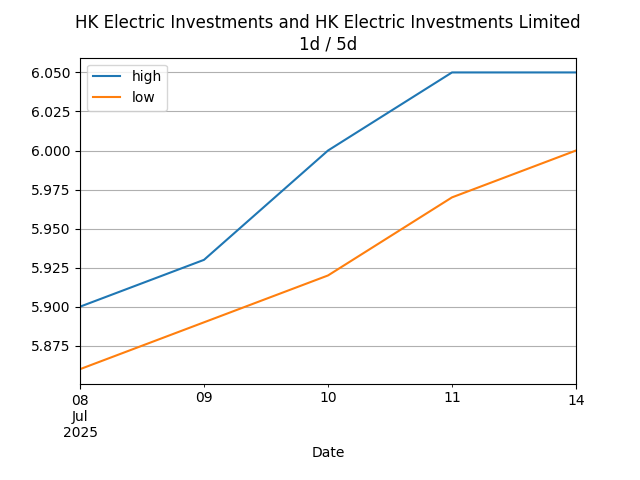 HK Electric Investments and HK Electric Investments Limited
1d / 5d
high
low
6.050
6.025
6.000
5.975
5.950
5.925
5.900
5.875
08 09 10 11 14
Jul
2025
Date